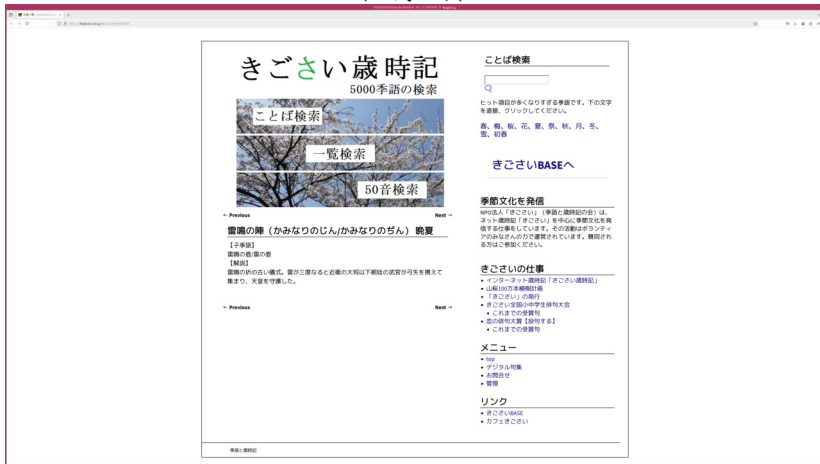 きごさい歳時記
5000季語の検索
ことば検索
一覧検索
50音検索
← Previous
Next →
雷鳴の陣（かみなりのじん/かみなりのぢん） 晩夏
【子季語】
雷鳴の壺/雷の壺
【解説】
雷鳴の折の古い儀式。雷が三度なると近衛の大将以下朝廷の武官が弓矢を携えて
集まり、天皇を守護した。
← Previous
Next →
ことば検索
ヒット項目が多くなりすぎる季語です。下の文字
を直接、クリックしてください。
春、梅、桜、花、夏、祭、秋、月、冬、
雪、初春
きごさいBASEへ
季節文化を発信
NPO法人「きごさい」（季語と歳時記の会）は、
ネット歳時記「きごさい」を中心に季節文化を発
信する仕事をしています。その活動はボランティ
アのみなさんの力で運営されています。賛同され
る方はご参加ください。
きごさいの仕事
インターネット歳時記「きごさい歳時記」
山桜100万本植樹計画
「きごさい」の発行
きごさい全国小中学生俳句大会
これまでの受賞句
恋の俳句大賞【投句する】
これまでの受賞句
メニュー
top
デジタル句集
お問合せ
管理
リンク
きごさいBASE
カフェきごさい
季語と歳時記